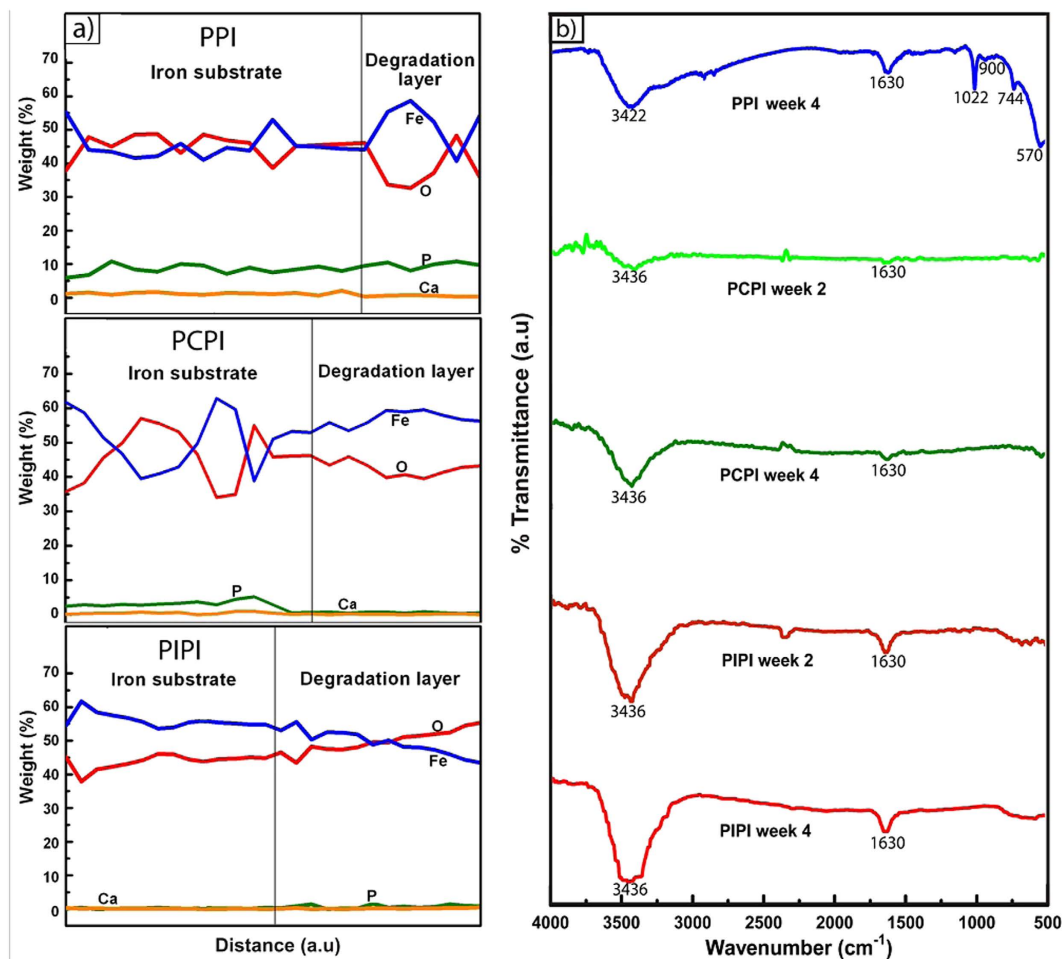 a)
PPI
Iron substrate
Degradation
layer
Fe
O
P
Ca
Weight (%)
70
60
50
40
30
20
10
0
PCPI
Iron substrate
Degradation layer
Fe
O
P
Ca
Weight (%)
70
60
50
40
30
20
10
0
PIPI
Iron substrate
Degradation layer
O
Fe
Ca
P
Weight (%)
70
60
50
40
30
20
10
0
Distance (a.u)
b)
3422
PPI week 4
1630
1022
900
744
570
3436
PCPI week 2
1630
3436
PCPI week 4
1630
3436
PIPI week 2
1630
3436
PIPI week 4
1630
% Transmittance (a.u)
4000 3500 3000 2500 2000 1500 1000 500
Wavenumber (cm⁻¹)